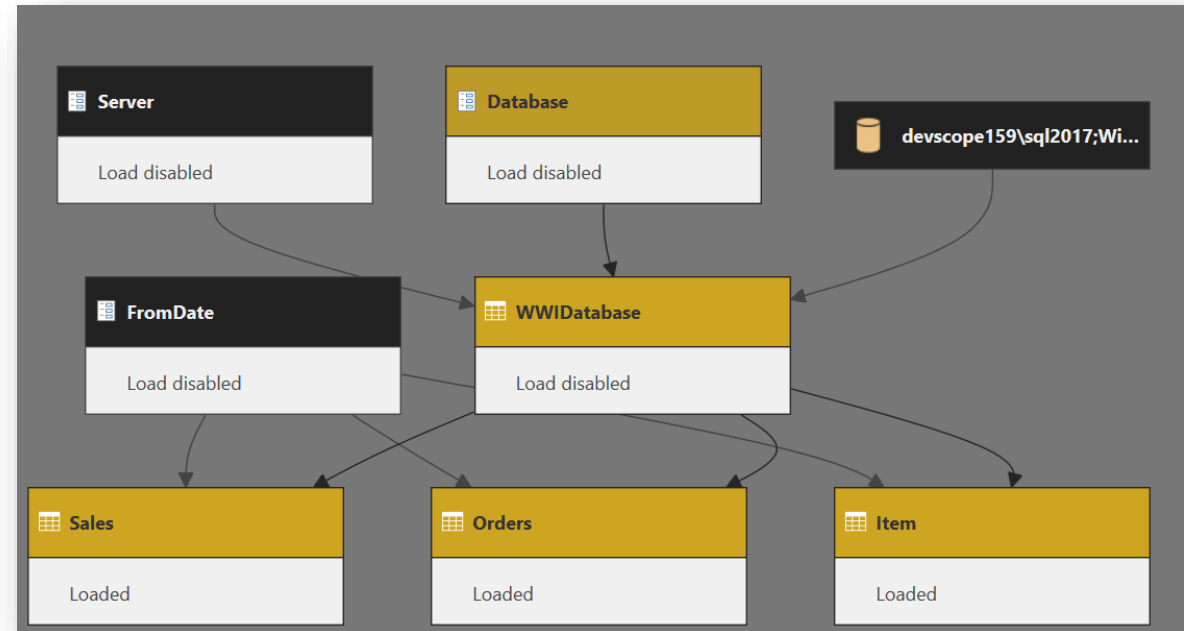 Server
Load disabled
Database
Load disabled
devscope159\sql2017;Wi...
FromDate
Load disabled
WWIDatabase
Load disabled
Sales
Loaded
Orders
Loaded
Item
Loaded